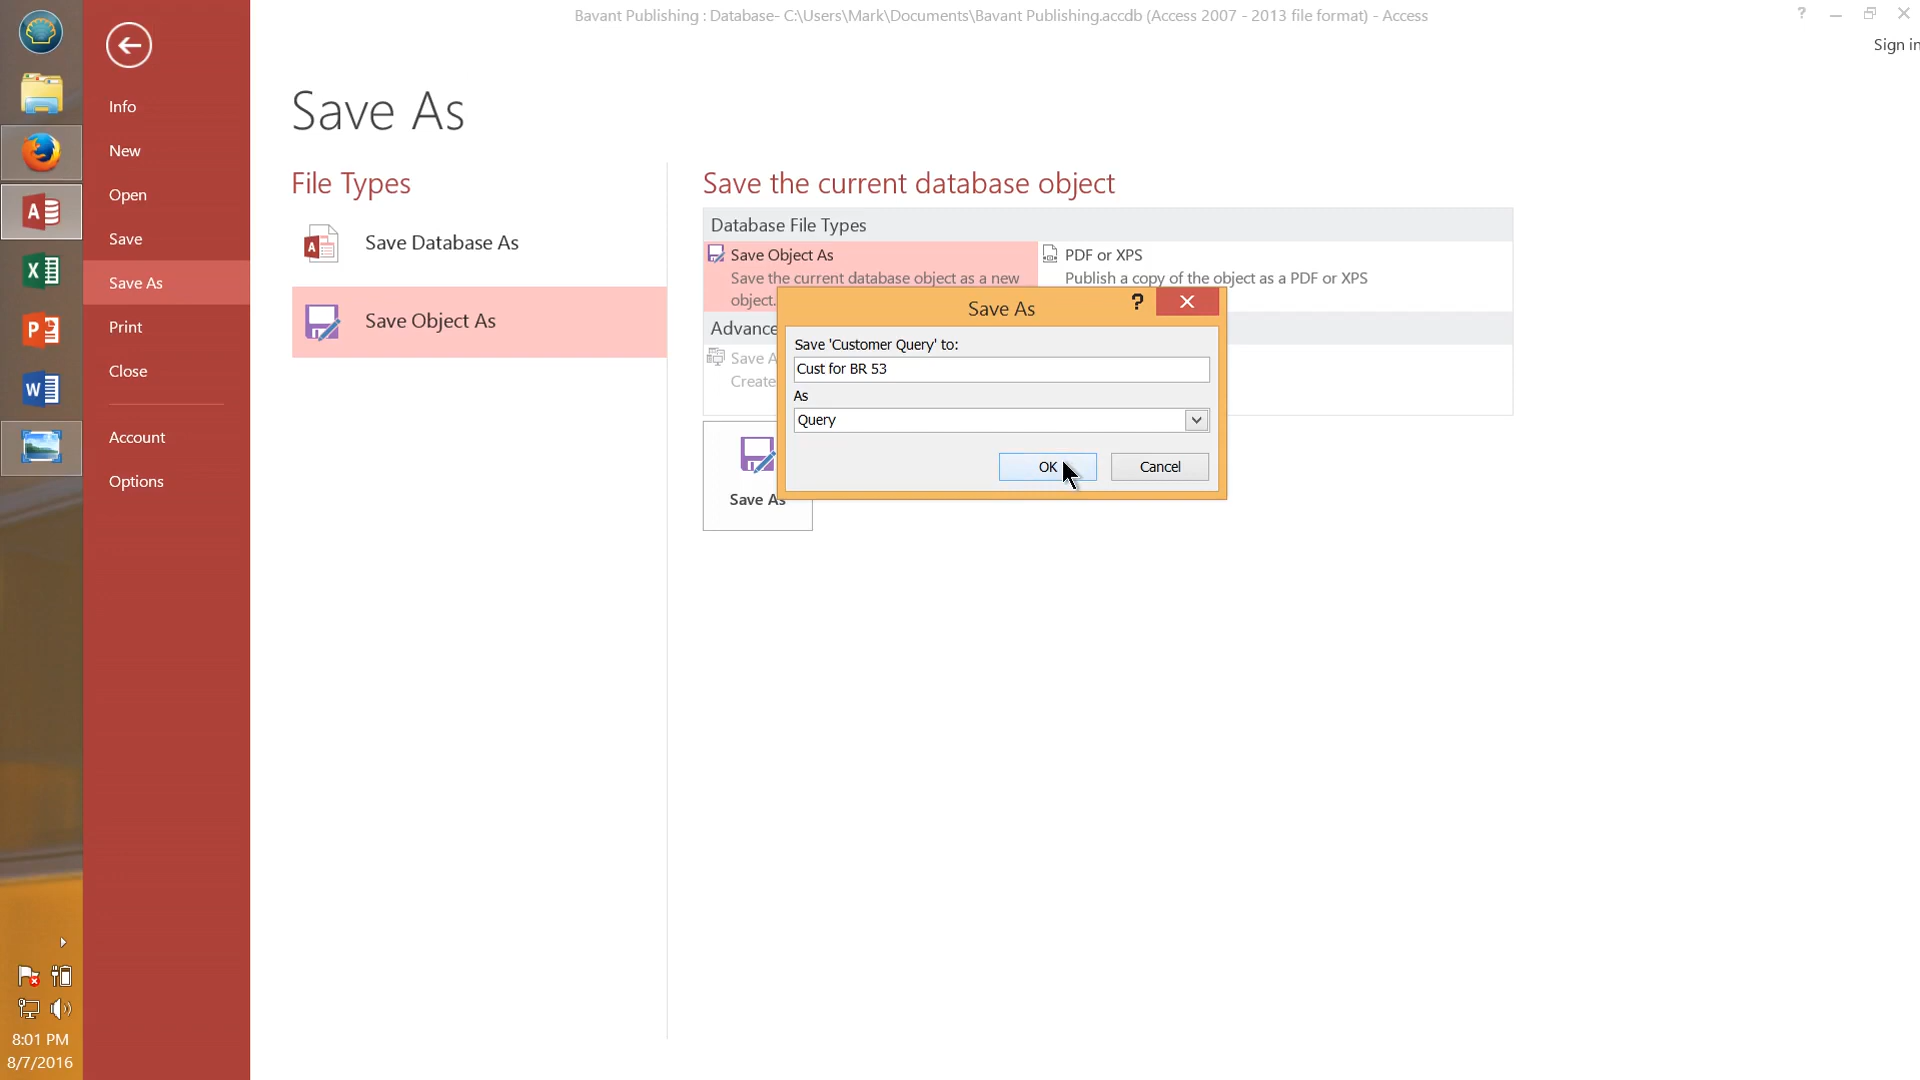 Bavant Publishing : Database- C:\Users\Mark\Documents\Bavant Publishing.accdb (Access 2007 - 2013 file format) - Access
?
Sign in
Info
New
Open
Save
Save As
Print
Close
Account
Options
8:01 PM
8/7/2016
Save As
File Types
Save Database As
Save Object As
Save the current database object
Database File Types
Save Object As
Save the current database object as a new
object.
PDF or XPS
Publish a copy of the object as a PDF or XPS
Advance
Save A
Create
Save As
Save As
?
Save 'Customer Query' to:
Cust for BR 53
As
Query
OK
Cancel